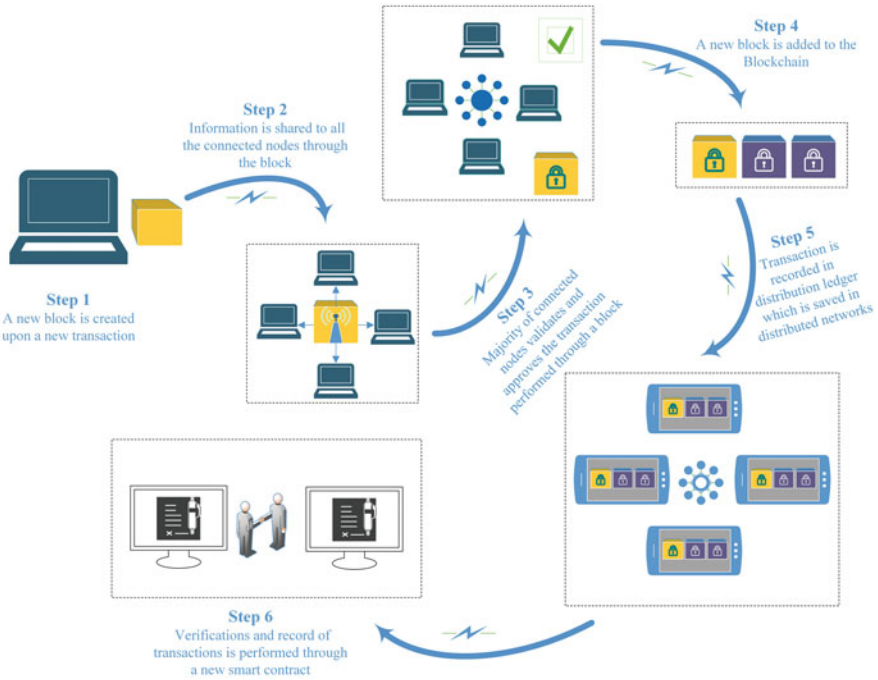 Step 1
A new block is created
upon a new transaction
Step 2
Information is shared to all
the connected nodes through
the block
Step 3
Majority of connected
nodes validates and
approves the transaction
performed through a block
Step 4
A new block is added to the
Blockchain
Step 5
Transaction is
recorded in
distribution ledger
which is saved in
distributed networks
Step 6
Verifications and record of
transactions is performed through
a new smart contract